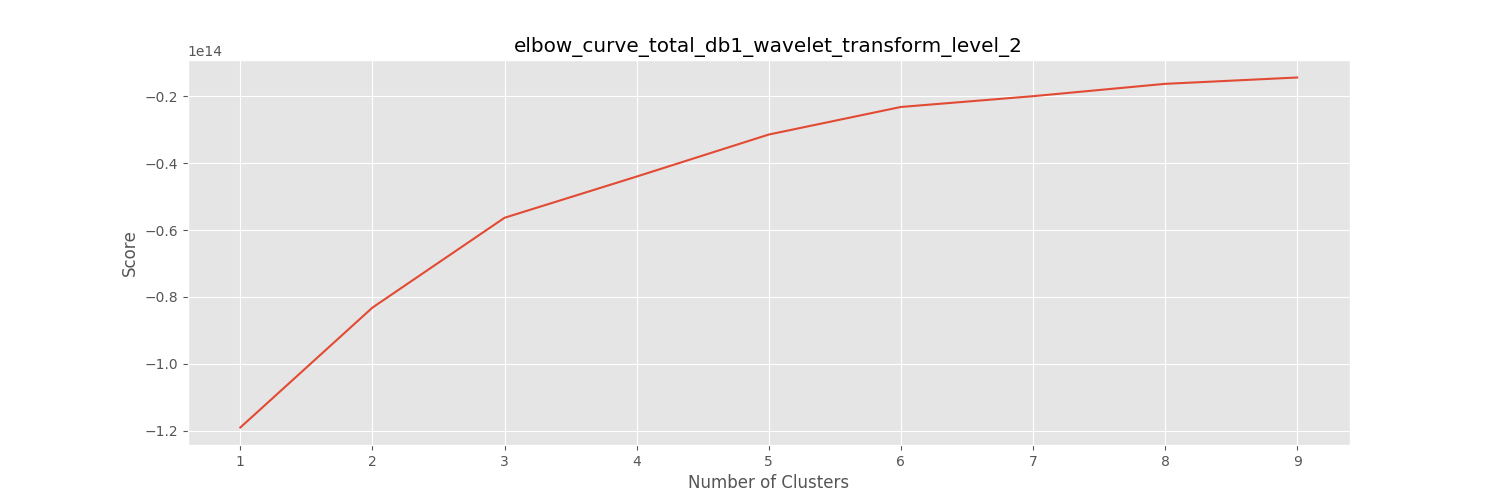 elbow_curve_total_db1_wavelet_transform_level_2
1e14
−0.2
−0.4
−0.6
−0.8
−1.0
−1.2
Score
1 2 3 4 5 6 7 8 9
Number of Clusters